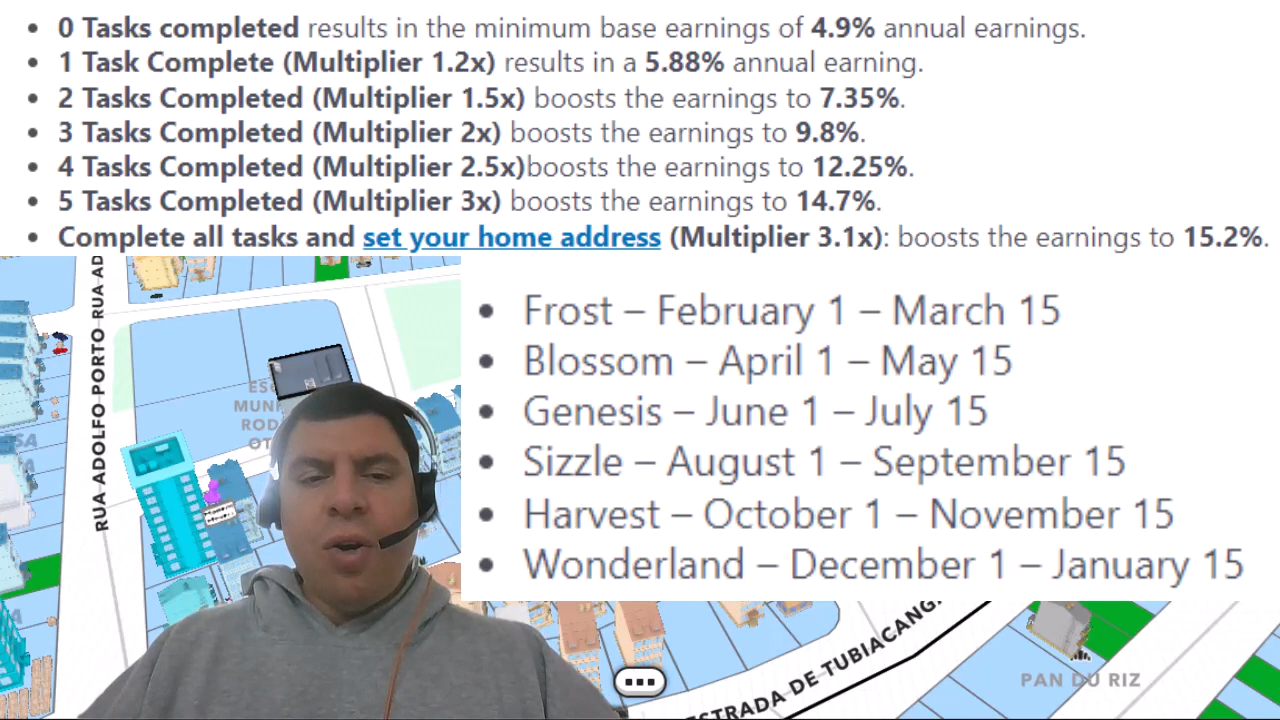 0 Tasks completed results in the minimum base earnings of 4.9% annual earnings.
1 Task Complete (Multiplier 1.2x) results in a 5.88% annual earning.
2 Tasks Completed (Multiplier 1.5x) boosts the earnings to 7.35%.
3 Tasks Completed (Multiplier 2x) boosts the earnings to 9.8%.
4 Tasks Completed (Multiplier 2.5x)boosts the earnings to 12.25%.
5 Tasks Completed (Multiplier 3x) boosts the earnings to 14.7%.
Complete all tasks and set your home address (Multiplier 3.1x): boosts the earnings to 15.2%.
Frost – February 1 – March 15
Blossom – April 1 – May 15
Genesis – June 1 – July 15
Sizzle – August 1 – September 15
Harvest – October 1 – November 15
Wonderland – December 1 – January 15
RUA ADOLFO PORTO RUA AD
ESTRADA DE TUBIACANG
PAN DU RIZ